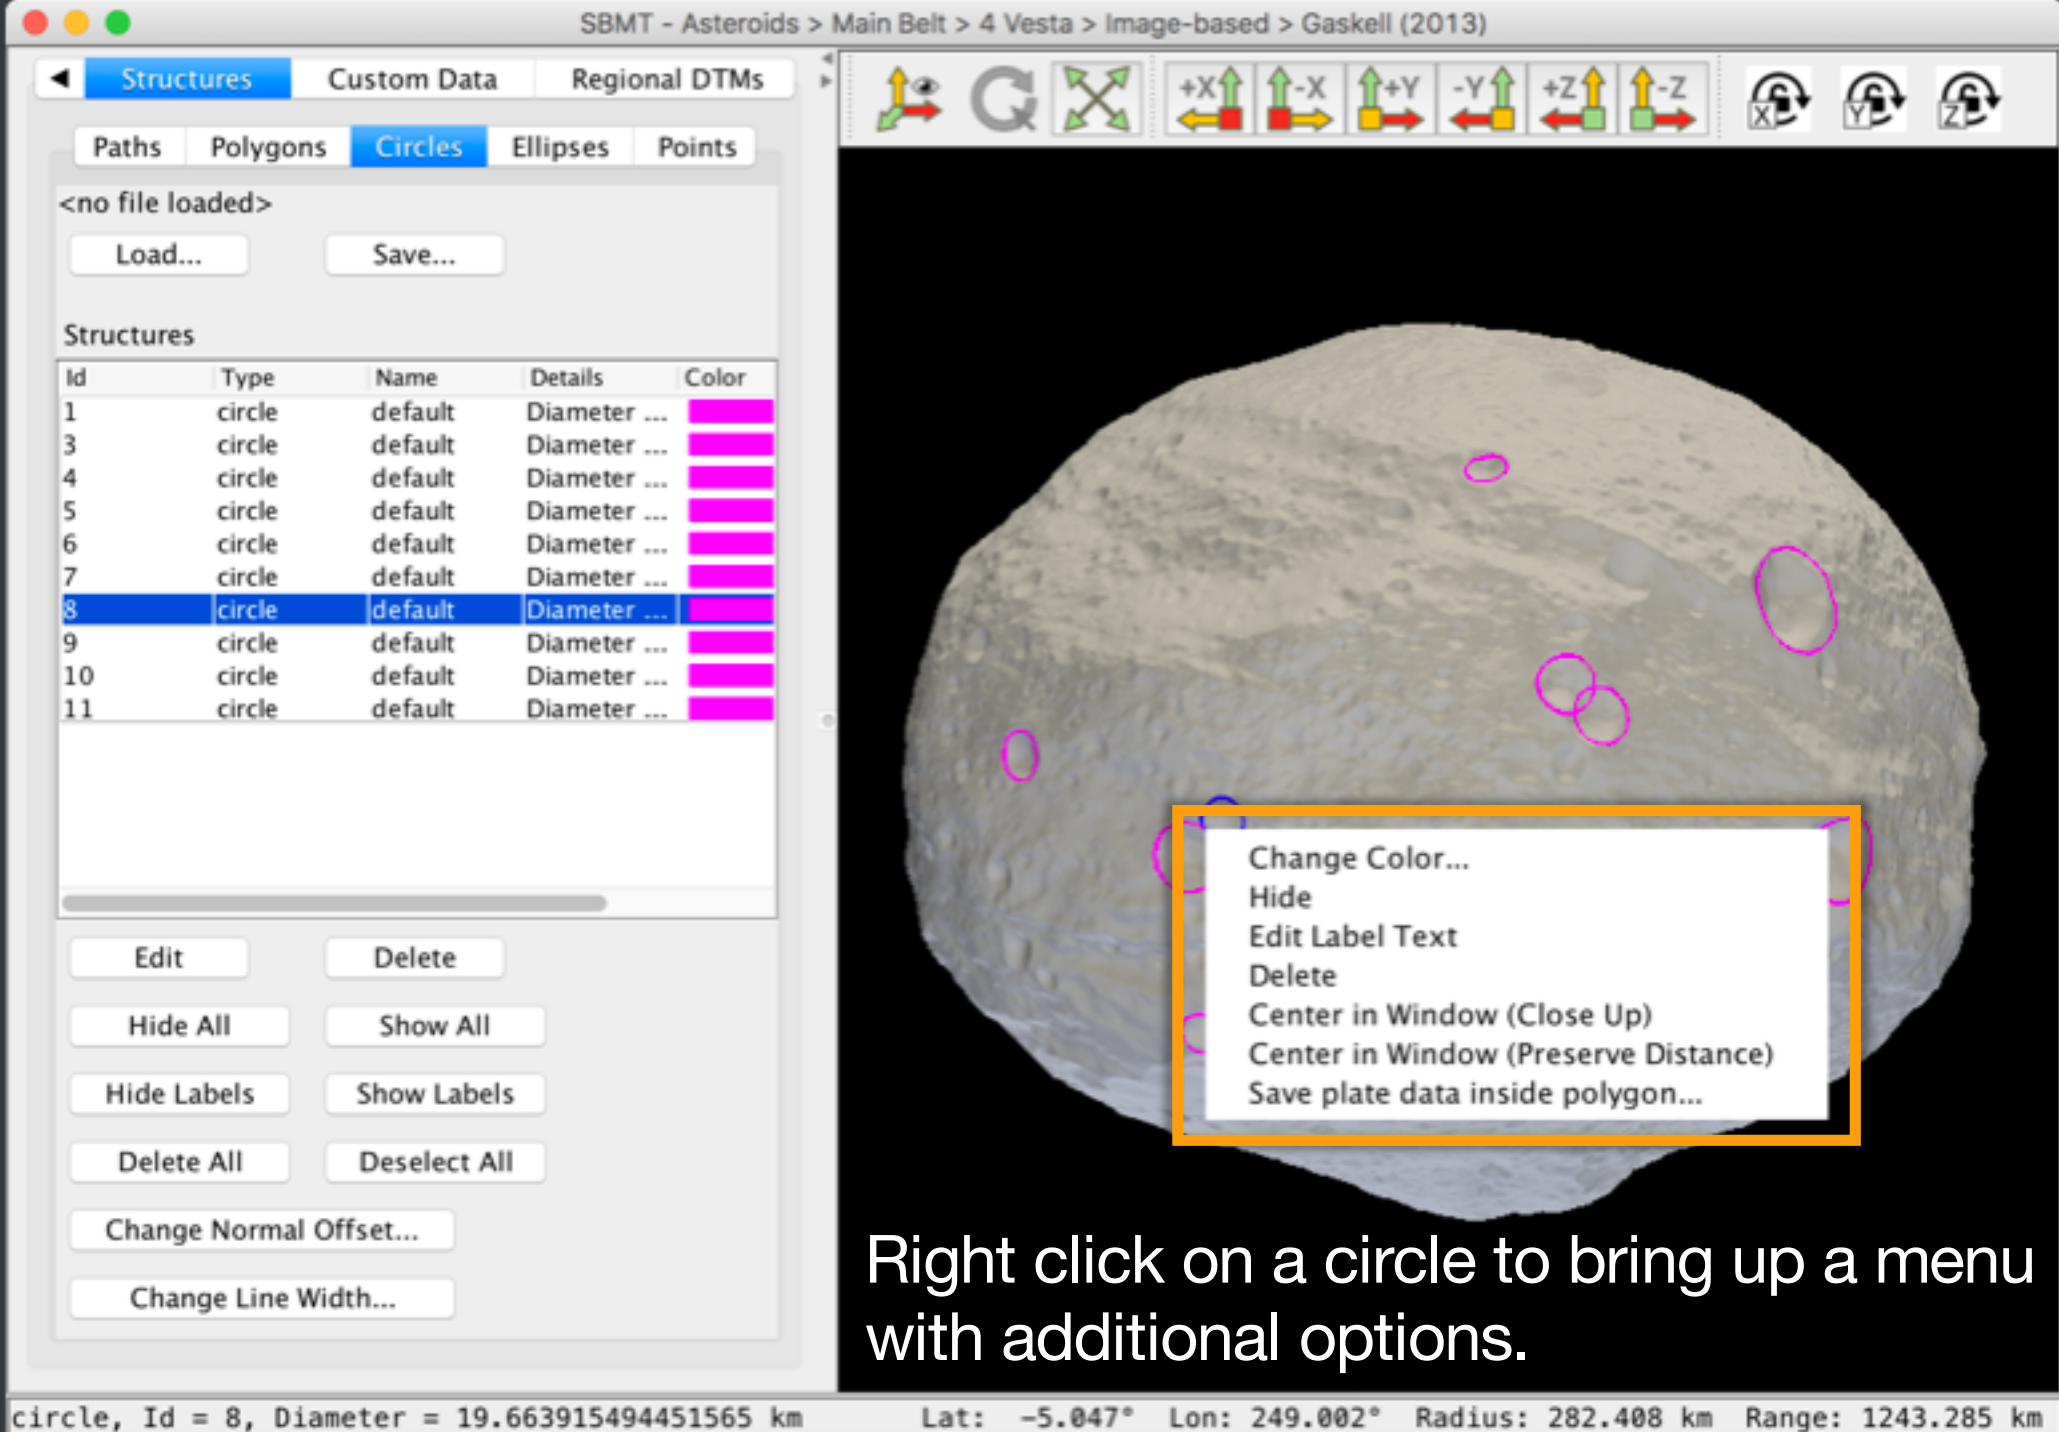 SBMT - Asteroids > Main Belt > 4 Vesta > Image-based > Gaskell (2013)
Structures Custom Data Regional DTMs
+X -X +Y -Y +Z -Z X Y Z
Paths Polygons Circles Ellipses Points
<no file loaded>
Load... Save...
Structures
Id Type Name Details Color
1 circle default Diameter ...
3 circle default Diameter ...
4 circle default Diameter ...
5 circle default Diameter ...
6 circle default Diameter ...
7 circle default Diameter ...
8 circle default Diameter ...
9 circle default Diameter ...
10 circle default Diameter ...
11 circle default Diameter ...
Edit Delete
Hide All Show All
Hide Labels Show Labels
Delete All Deselect All
Change Normal Offset...
Change Line Width...
Change Color...
Hide
Edit Label Text
Delete
Center in Window (Close Up)
Center in Window (Preserve Distance)
Save plate data inside polygon...
Right click on a circle to bring up a menu
with additional options.
circle, Id = 8, Diameter = 19.663915494451565 km Lat: -5.047° Lon: 249.002° Radius: 282.408 km Range: 1243.285 km